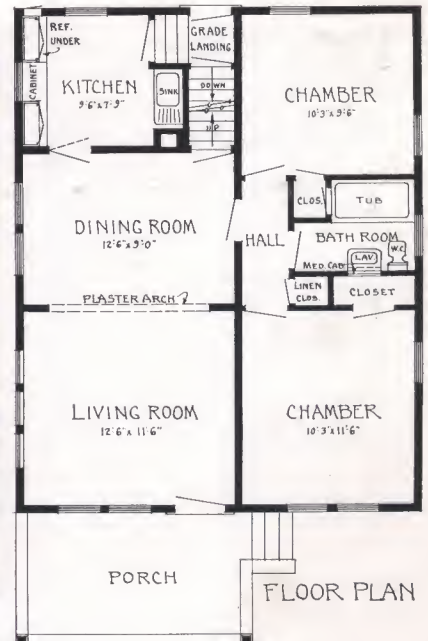 REF.
UNDER
CABINET
KITCHEN
9'6"x7'9"
SINK
GRADE
LANDING
DOWN
UP
CHAMBER
10'3"x9'6"
DINING ROOM
12'6"x9'0"
CLOS.
TUB
HALL
BATH ROOM
W.C.
MED. CAB.
LAV.
LINEN
CLOS.
CLOSET
PLASTER ARCH
LIVING ROOM
12'6"x11'6"
CHAMBER
10'3"x11'6"
PORCH
FLOOR PLAN